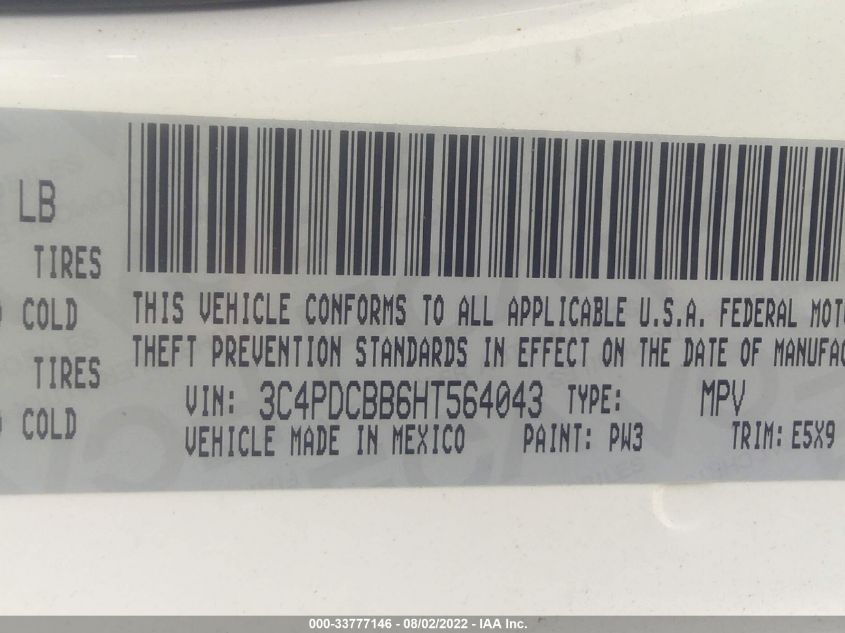 LB
TIRES
COLD
TIRES
COLD
THIS VEHICLE CONFORMS TO ALL APPLICABLE U.S.A. FEDERAL MOT
THEFT PREVENTION STANDARDS IN EFFECT ON THE DATE OF MANUFAC
VIN: 3C4PDCBB6HT564043 TYPE: MPV
VEHICLE MADE IN MEXICO PAINT: PW3 TRIM: E5X9
000-33777146 - 08/02/2022 - IAA Inc.